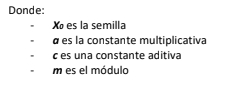 Donde:
- X₀ es la semilla
- a es la constante multiplicativa
- c es una constante aditiva
- m es el módulo